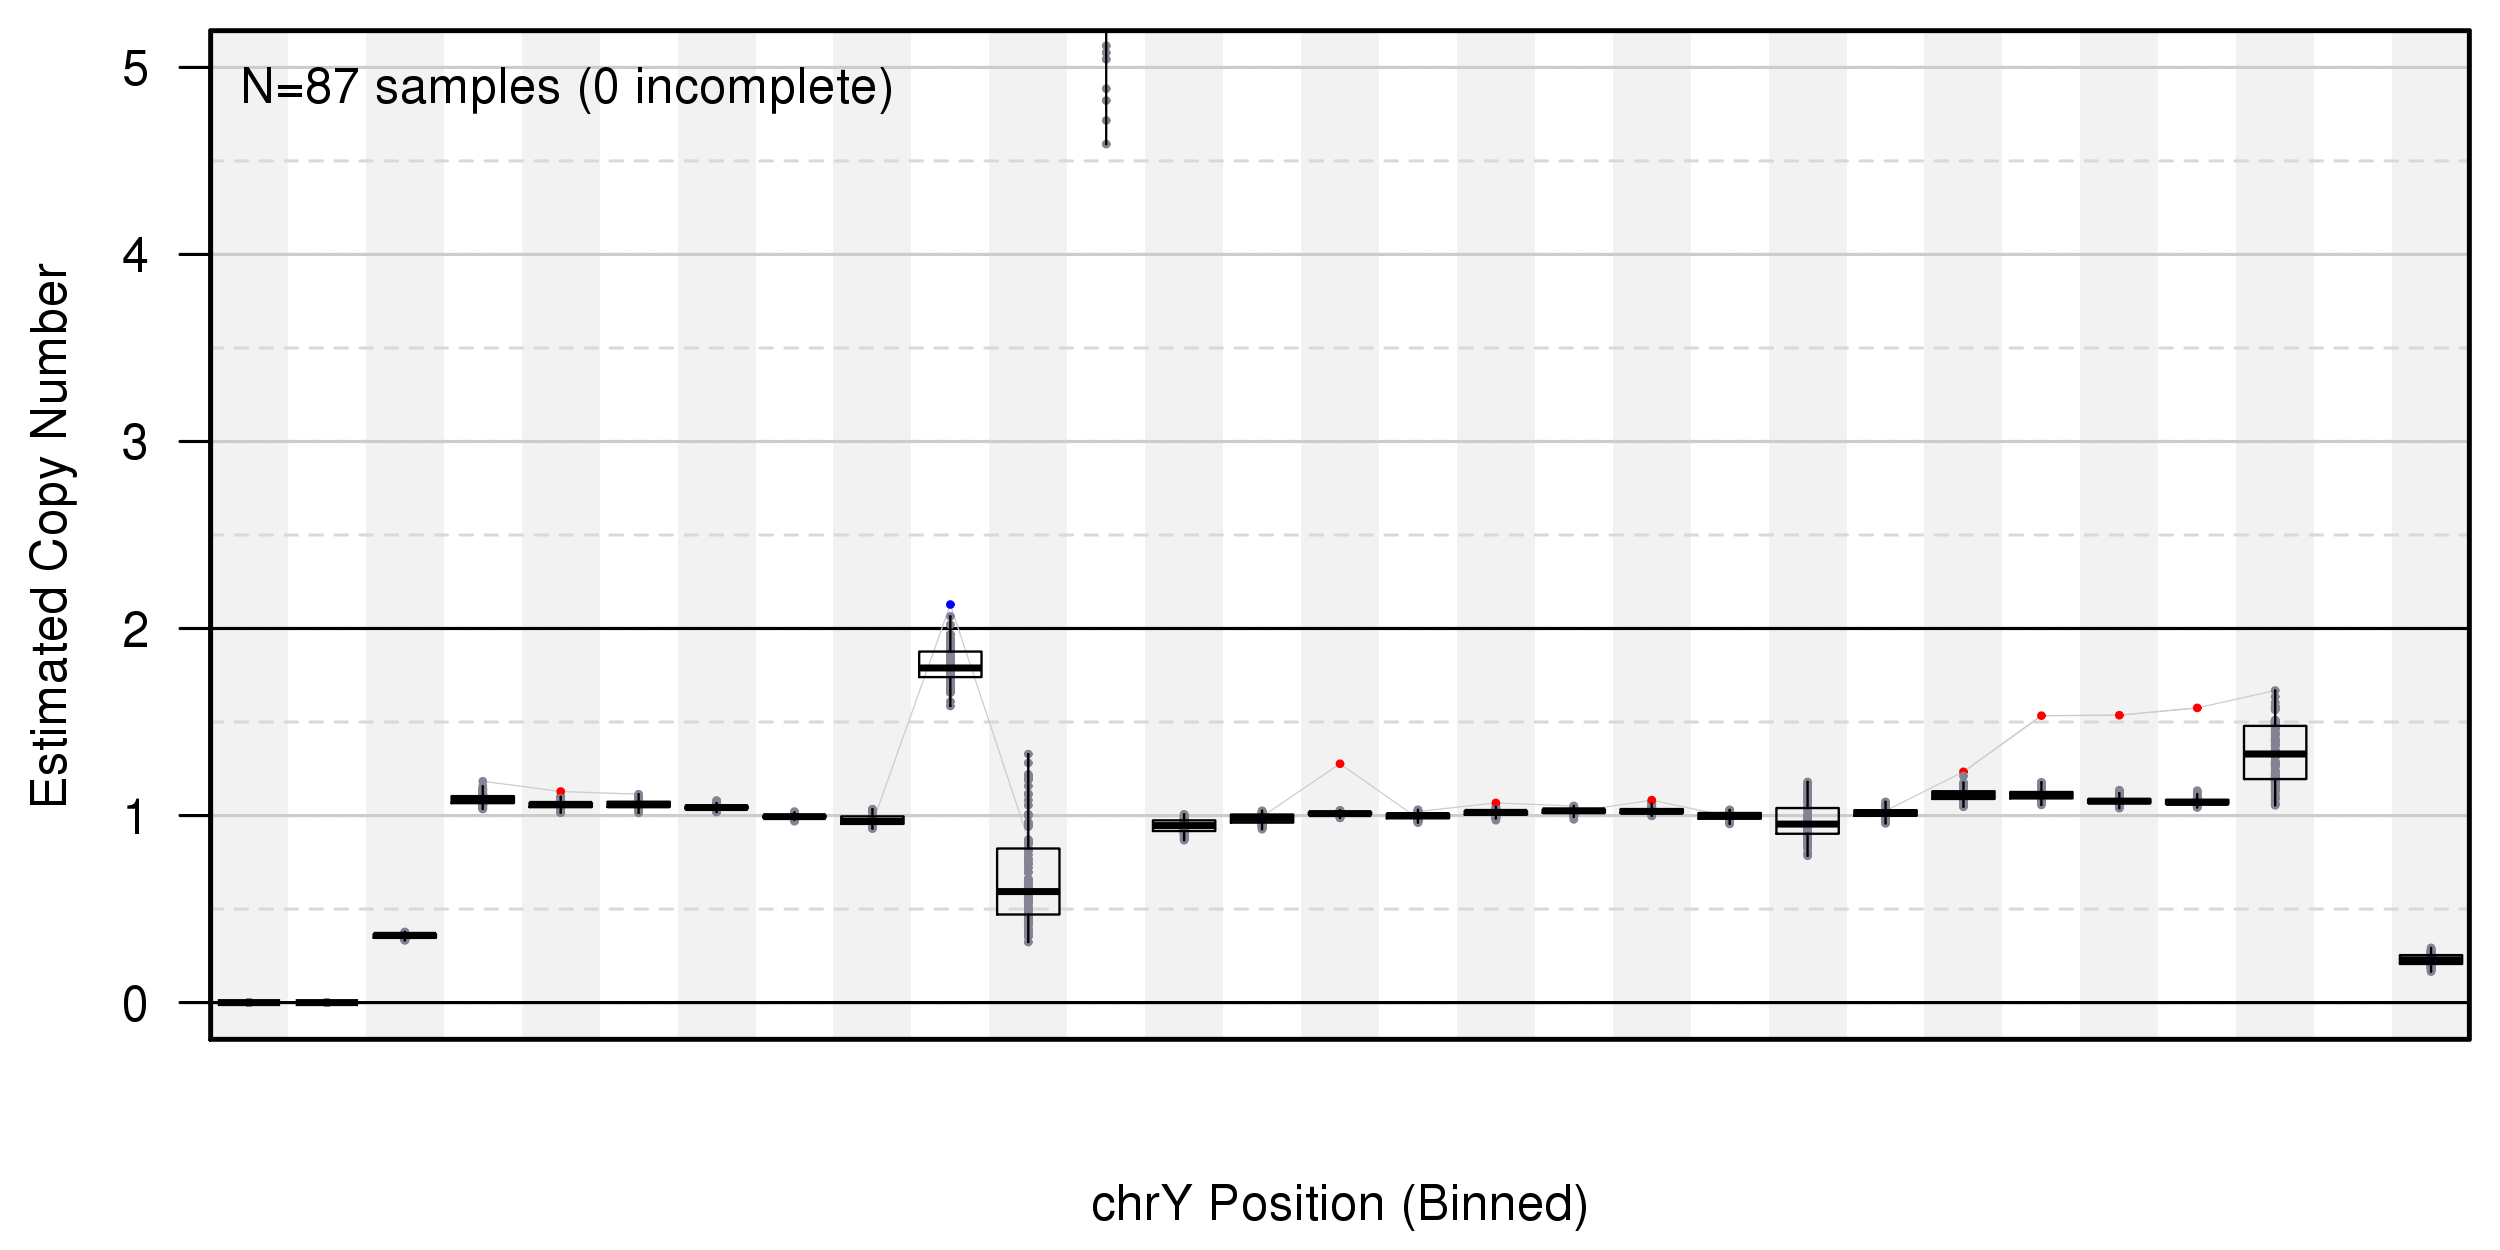 N=87 samples (0 incomplete)
5
4
3
2
1
0
Estimated Copy Number
chrY Position (Binned)